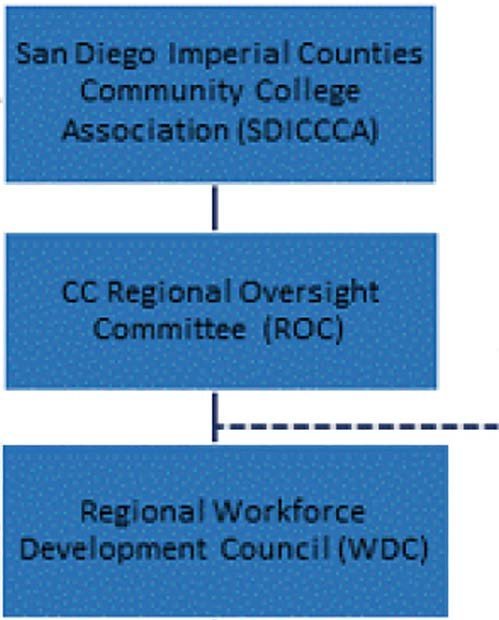 San Diego Imperial Counties
Community College
Association (SDICCCA)
CC Regional Oversight
Committee (ROC)
Regional Workforce
Development Council (WDC)